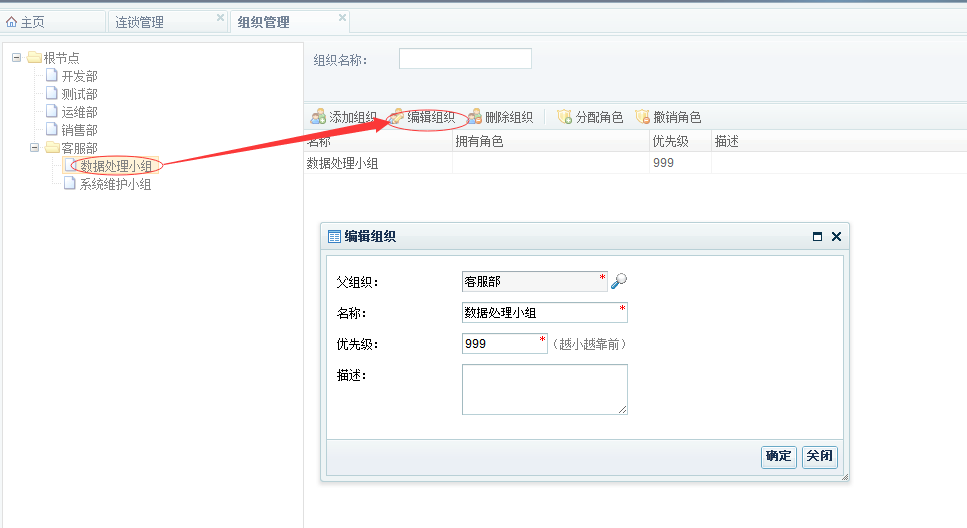 主页 连锁管理 组织管理
根节点
开发部
测试部
运维部
销售部
客服部
数据处理小组
系统维护小组
组织名称：
添加组织 编辑组织 删除组织 分配角色 撤销角色
名称 拥有角色 优先级 描述
数据处理小组 999
编辑组织
父组织： 客服部 *
名称： 数据处理小组 *
优先级： 999 * （越小越靠前）
描述：
确定 关闭